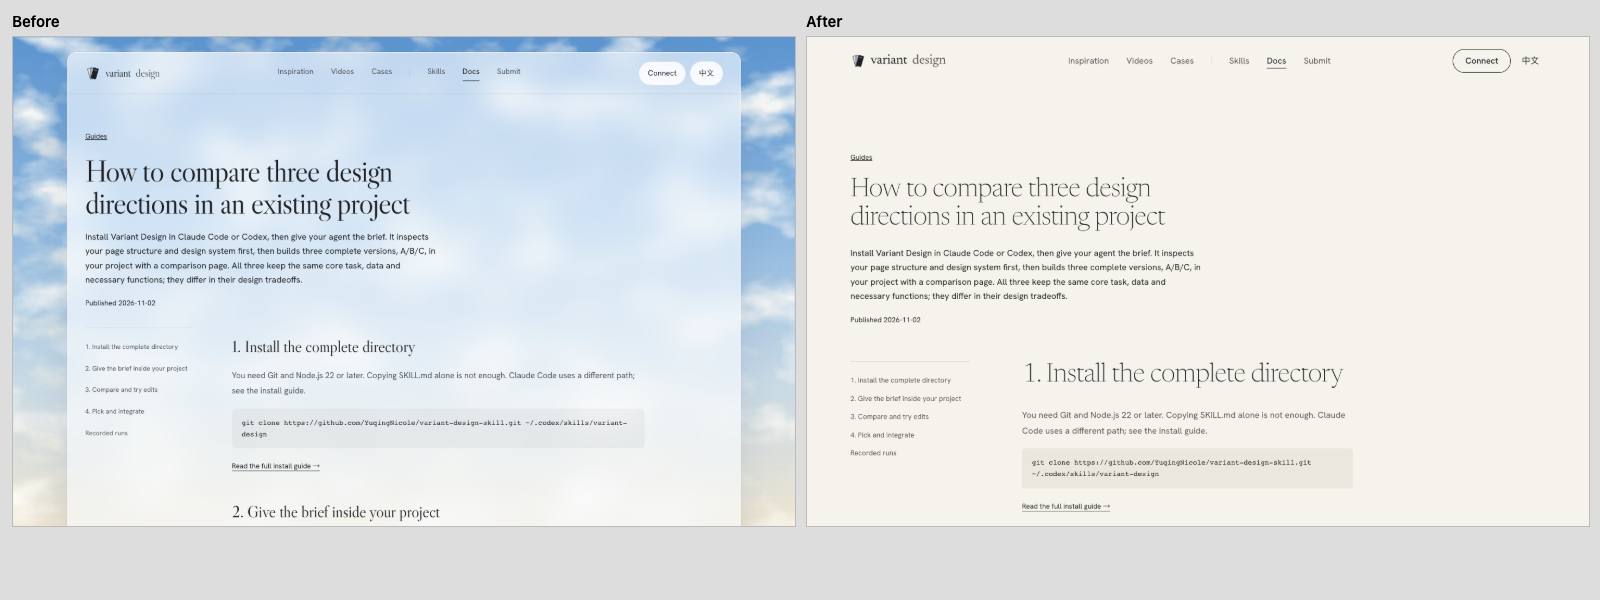 Before
variant design
Inspiration Videos Cases Skills Docs Submit
Connect 中文
Guides
How to compare three design
directions in an existing project
Install Variant Design in Claude Code or Codex, then give your agent the brief. It inspects
your page structure and design system first, then builds three complete versions, A/B/C, in
your project with a comparison page. All three keep the same core task, data and
necessary functions; they differ in their design tradeoffs.
Published 2026-11-02
1. Install the complete directory
2. Give the brief inside your project
3. Compare and try edits
4. Pick and integrate
Recorded runs
1. Install the complete directory
You need Git and Node.js 22 or later. Copying SKILL.md alone is not enough. Claude Code uses a different path;
see the install guide.
git clone https://github.com/YuqingNicole/variant-design-skill.git ~/.codex/skills/variant-
design
Read the full install guide →
2. Give the brief inside your project
After
variant design
Inspiration Videos Cases Skills Docs Submit
Connect 中文
Guides
How to compare three design
directions in an existing project
Install Variant Design in Claude Code or Codex, then give your agent the brief. It inspects
your page structure and design system first, then builds three complete versions, A/B/C, in
your project with a comparison page. All three keep the same core task, data and
necessary functions; they differ in their design tradeoffs.
Published 2026-11-02
1. Install the complete directory
2. Give the brief inside your project
3. Compare and try edits
4. Pick and integrate
Recorded runs
1. Install the complete directory
You need Git and Node.js 22 or later. Copying SKILL.md alone is not enough. Claude
Code uses a different path; see the install guide.
git clone https://github.com/YuqingNicole/variant-design-skill.git
~/.codex/skills/variant-design
Read the full install guide →